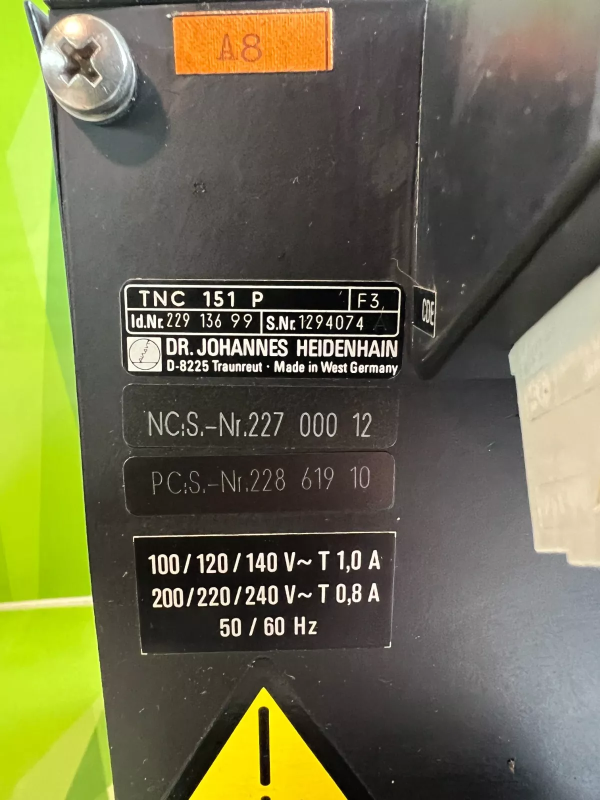 A8
TNC 151 P F3
Id.Nr. 229 136 99 S.Nr. 1294074 A
CDE
DR. JOHANNES HEIDENHAIN
D-8225 Traunreut · Made in West Germany
NC:S.-Nr.227 000 12
PC:S.-Nr.228 619 10
100/120/140 V~ T 1,0 A
200/220/240 V~ T 0,8 A
50 / 60 Hz